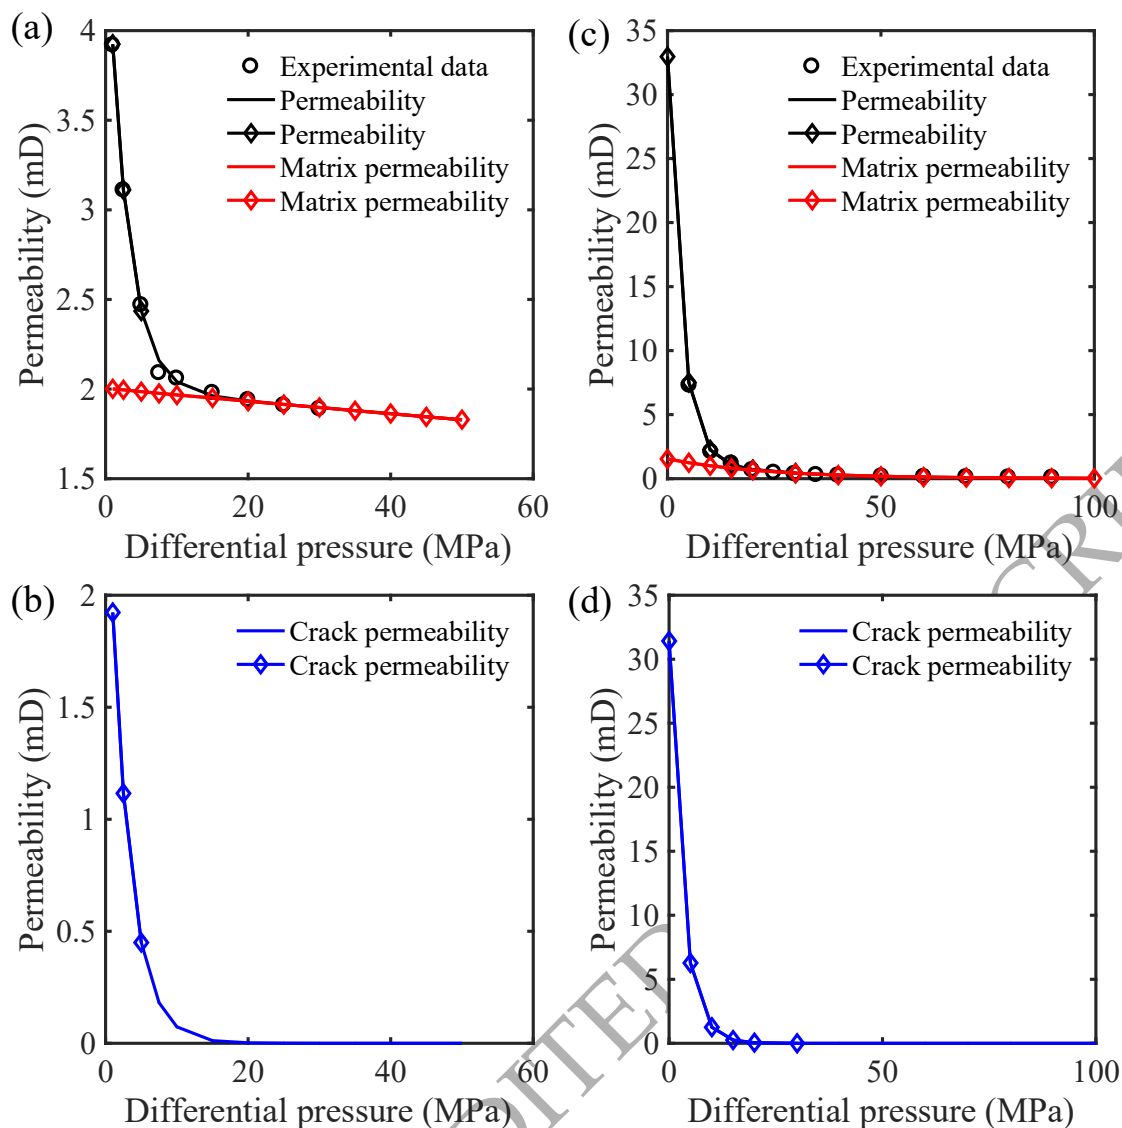 (a)
4
3.5
3
2.5
2
1.5
0
20
40
60
Permeability (mD)
Differential pressure (MPa)
Experimental data
Permeability
Permeability
Matrix permeability
Matrix permeability
(c)
35
30
25
20
15
10
5
0
0
50
100
Permeability (mD)
Differential pressure (MPa)
Experimental data
Permeability
Permeability
Matrix permeability
Matrix permeability
(b)
2
1.5
1
0.5
0
0
20
40
60
Permeability (mD)
Differential pressure (MPa)
Crack permeability
Crack permeability
(d)
35
30
25
20
15
10
5
0
0
50
100
Permeability (mD)
Differential pressure (MPa)
Crack permeability
Crack permeability